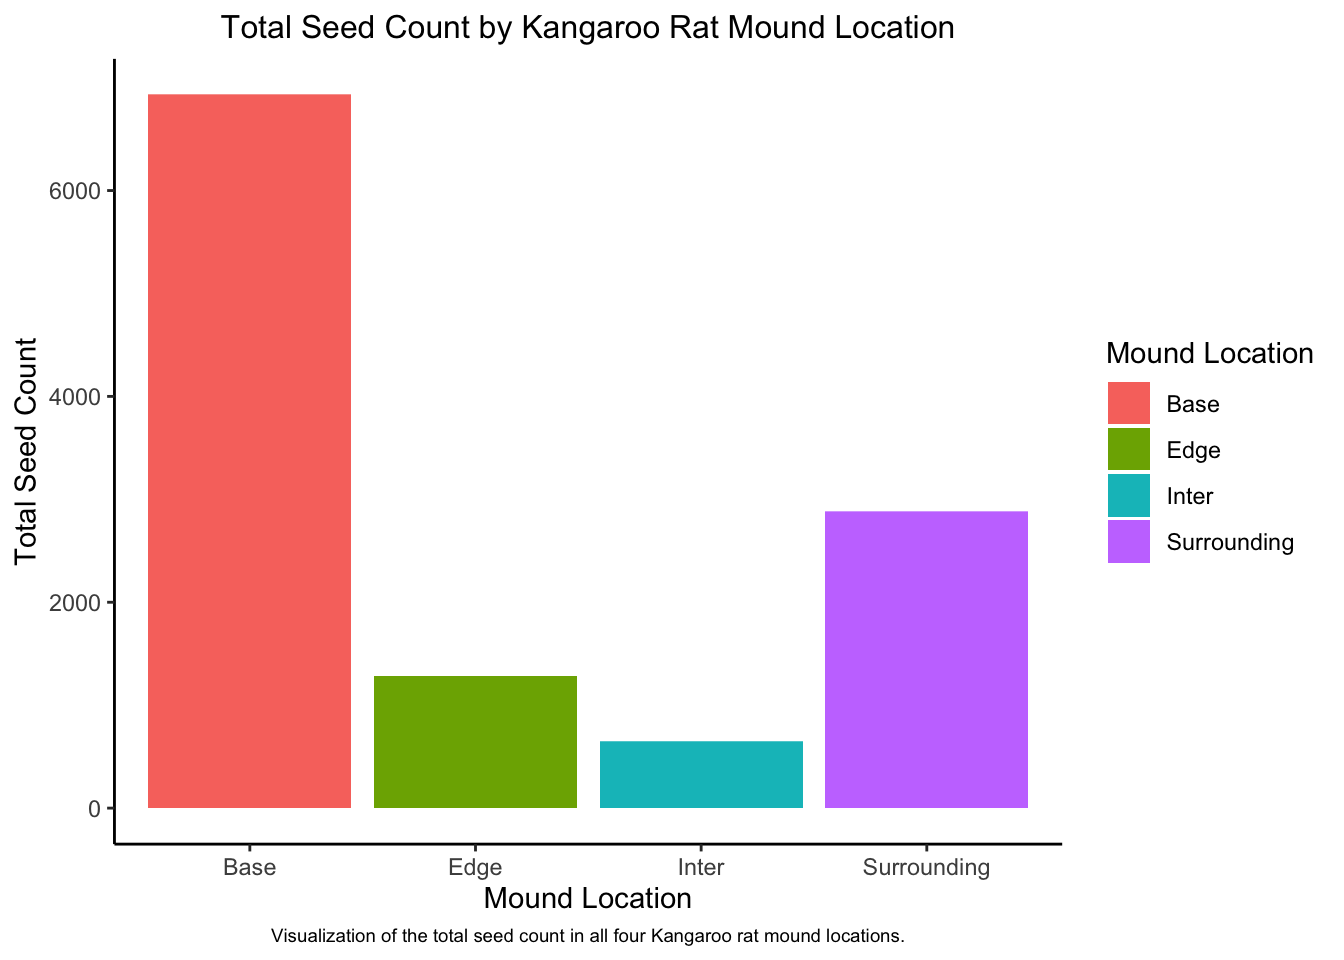 Total Seed Count by Kangaroo Rat Mound Location
Total Seed Count
6000
4000
2000
0
Base
Edge
Inter
Surrounding
Mound Location
Visualization of the total seed count in all four Kangaroo rat mound locations.
Mound Location
Base
Edge
Inter
Surrounding